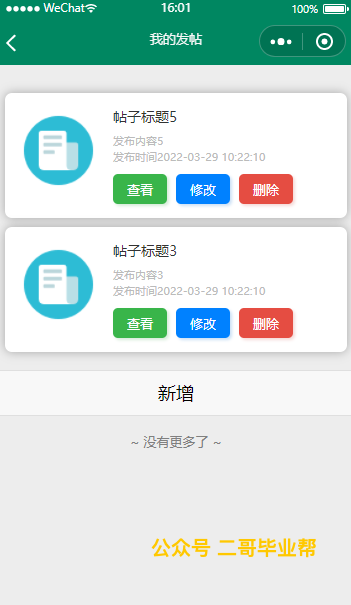 WeChat 16:01 100%
我的发帖
帖子标题5
发布内容5
发布时间2022-03-29 10:22:10
查看 修改 删除
帖子标题3
发布内容3
发布时间2022-03-29 10:22:10
查看 修改 删除
新增
~ 没有更多了 ~
公众号 二哥毕业帮